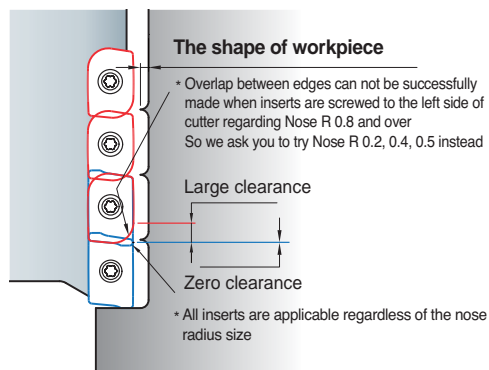 The shape of workpiece
* Overlap between edges can not be successfully
made when inserts are screwed to the left side of
cutter regarding Nose R 0.8 and over
So we ask you to try Nose R 0.2, 0.4, 0.5 instead
Large clearance
Zero clearance
* All inserts are applicable regardless of the nose
radius size